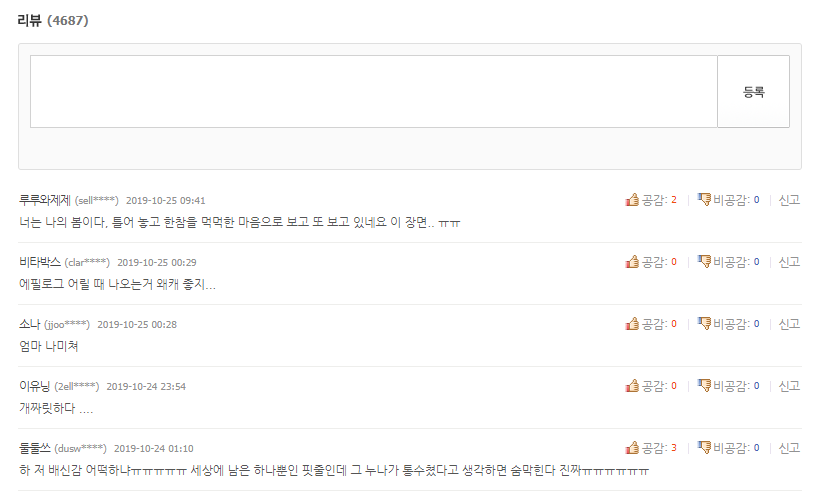 리뷰 (4687)
등록
루루와제제 (sell****) 2019-10-25 09:41 공감: 2 비공감: 0 신고
너는 나의 봄이다, 틀어 놓고 한참을 먹먹한 마음으로 보고 또 보고 있네요 이 장면.. ㅠㅠ
비타박스 (clar****) 2019-10-25 00:29 공감: 0 비공감: 0 신고
에필로그 어릴 때 나오는거 왜캐 좋지...
소나 (jjoo****) 2019-10-25 00:28 공감: 0 비공감: 0 신고
엄마 나미쳐
이유닝 (2ell****) 2019-10-24 23:54 공감: 0 비공감: 0 신고
개짜릿하다 ....
둘둘쓰 (dusw****) 2019-10-24 01:10 공감: 3 비공감: 0 신고
하 저 배신감 어떡하냐ㅠㅠㅠㅠㅠ 세상에 남은 하나뿐인 핏줄인데 그 누나가 통수쳤다고 생각하면 숨막힌다 진짜ㅠㅠㅠㅠㅠㅠ